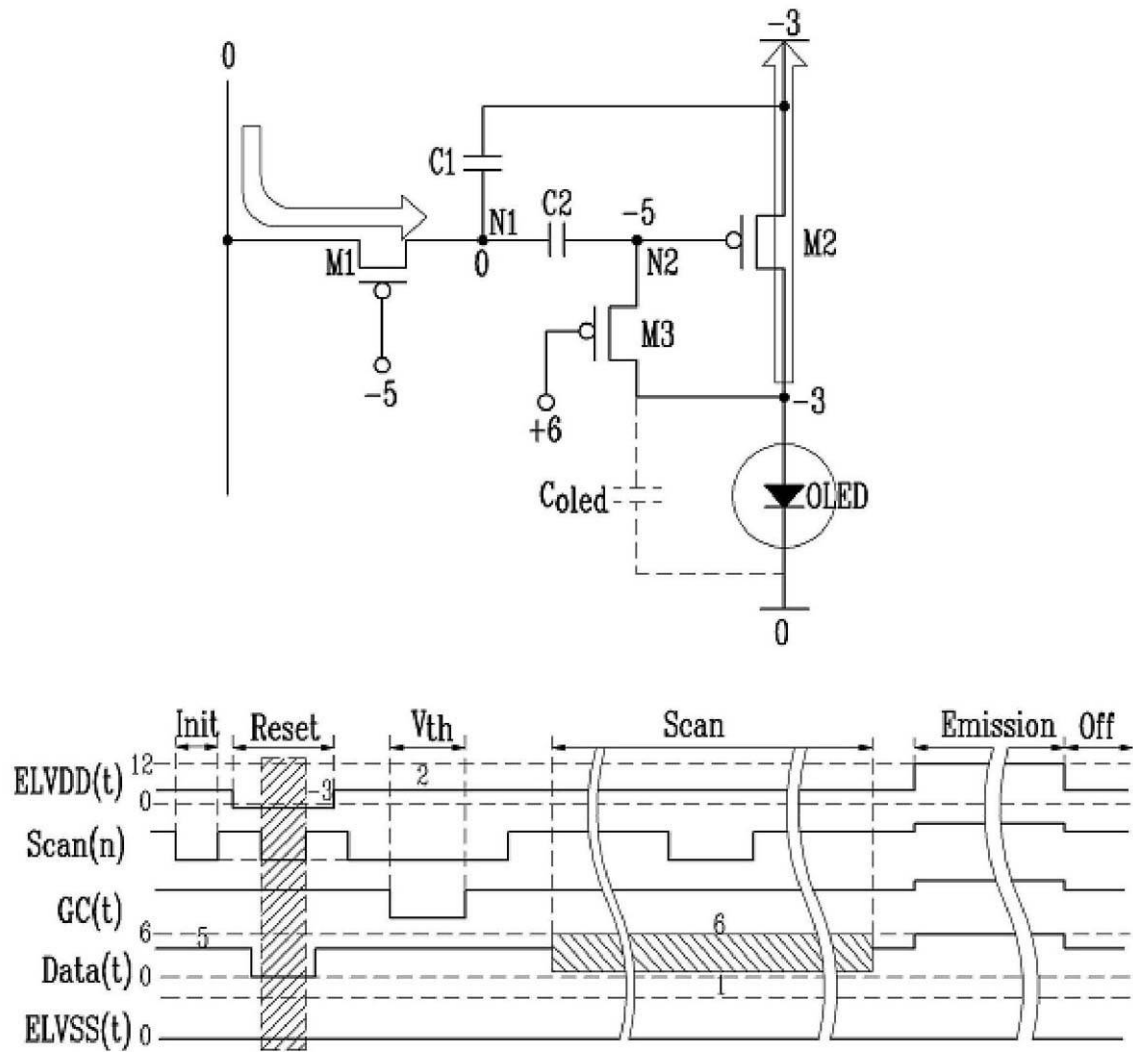 0
-3
C1
C2
N1
0
-5
N2
M1
M2
M3
-5
+6
-3
Coled
OLED
0
Init
Reset
Vth
Scan
Emission
Off
ELVDD(t)
12
0
-3
2
Scan(n)
GC(t)
6
5
6
Data(t)
0
1
ELVSS(t)
0